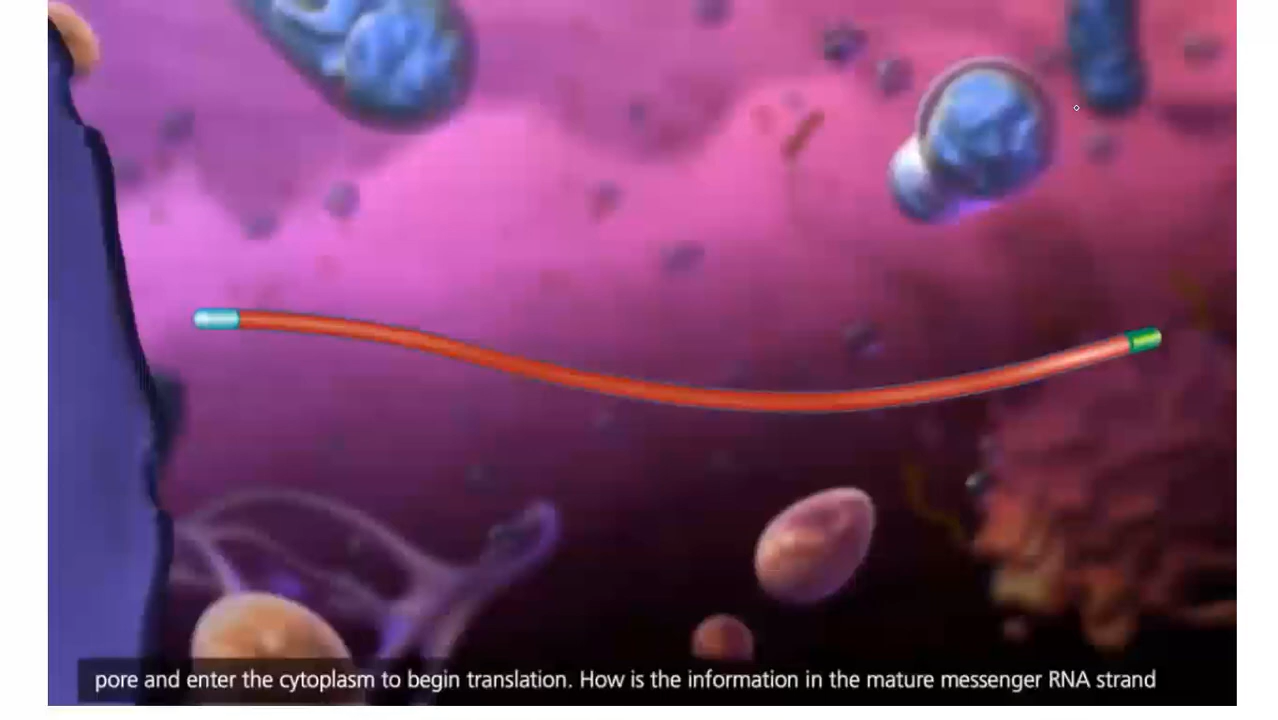 pore and enter the cytoplasm to begin translation. How is the information in the mature messenger RNA strand